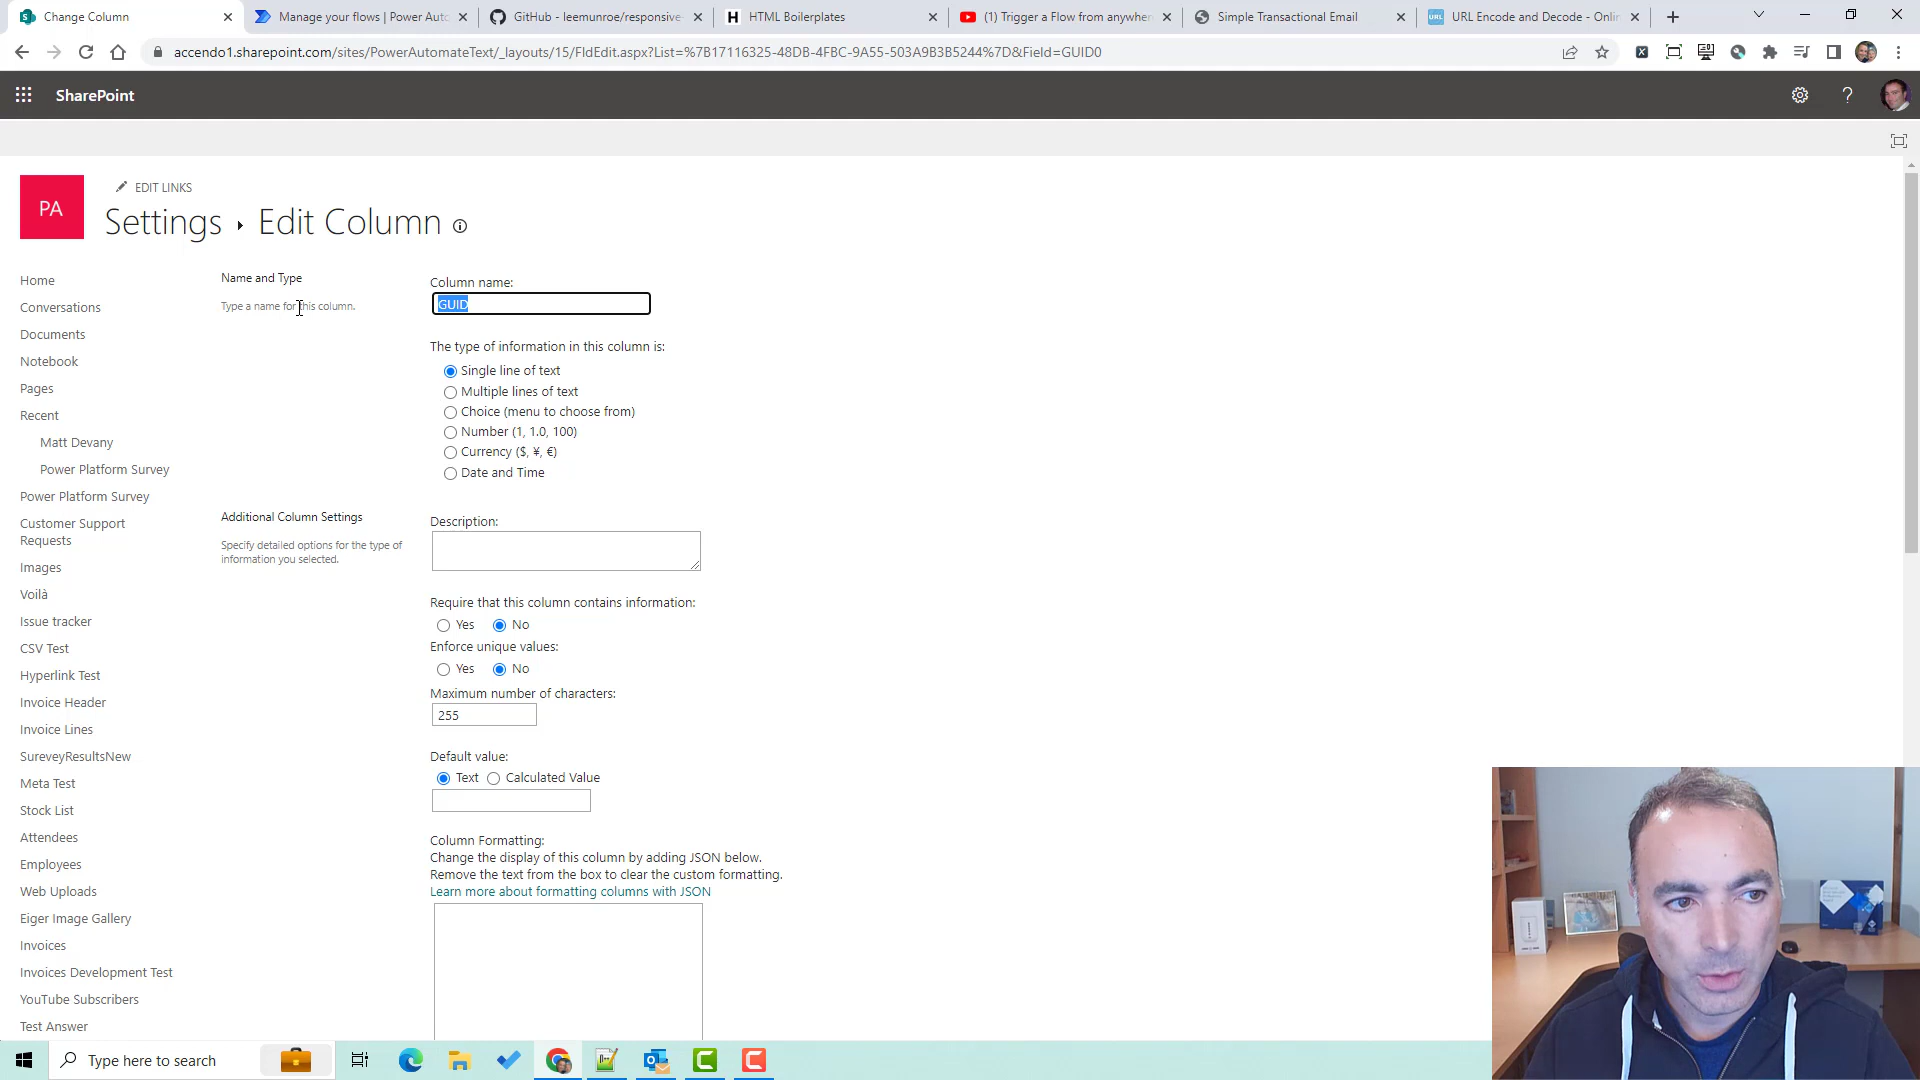 Change Column
Manage your flows | Power Auto
GitHub - leemunroe/responsive-
HTML Boilerplates
(1) Trigger a Flow from anywhere
Simple Transactional Email
URL Encode and Decode - Onlin
accendo1.sharepoint.com/sites/PowerAutomateText/_layouts/15/FldEdit.aspx?List=%7B17116325-48DB-4FBC-9A55-503A9B3B5244%7D&Field=GUID0
SharePoint
PA
EDIT LINKS
Settings ▸ Edit Column
Home
Conversations
Documents
Notebook
Pages
Recent
Matt Devany
Power Platform Survey
Power Platform Survey
Customer Support
Requests
Images
Voilà
Issue tracker
CSV Test
Hyperlink Test
Invoice Header
Invoice Lines
SureveyResultsNew
Meta Test
Stock List
Attendees
Employees
Web Uploads
Eiger Image Gallery
Invoices
Invoices Development Test
YouTube Subscribers
Test Answer
Name and Type
Type a name for this column.
Column name:
GUID
The type of information in this column is:
Single line of text
Multiple lines of text
Choice (menu to choose from)
Number (1, 1.0, 100)
Currency ($, ¥, €)
Date and Time
Additional Column Settings
Specify detailed options for the type of
information you selected.
Description:
Require that this column contains information:
Yes No
Enforce unique values:
Yes No
Maximum number of characters:
255
Default value:
Text Calculated Value
Column Formatting:
Change the display of this column by adding JSON below.
Remove the text from the box to clear the custom formatting.
Learn more about formatting columns with JSON
Type here to search